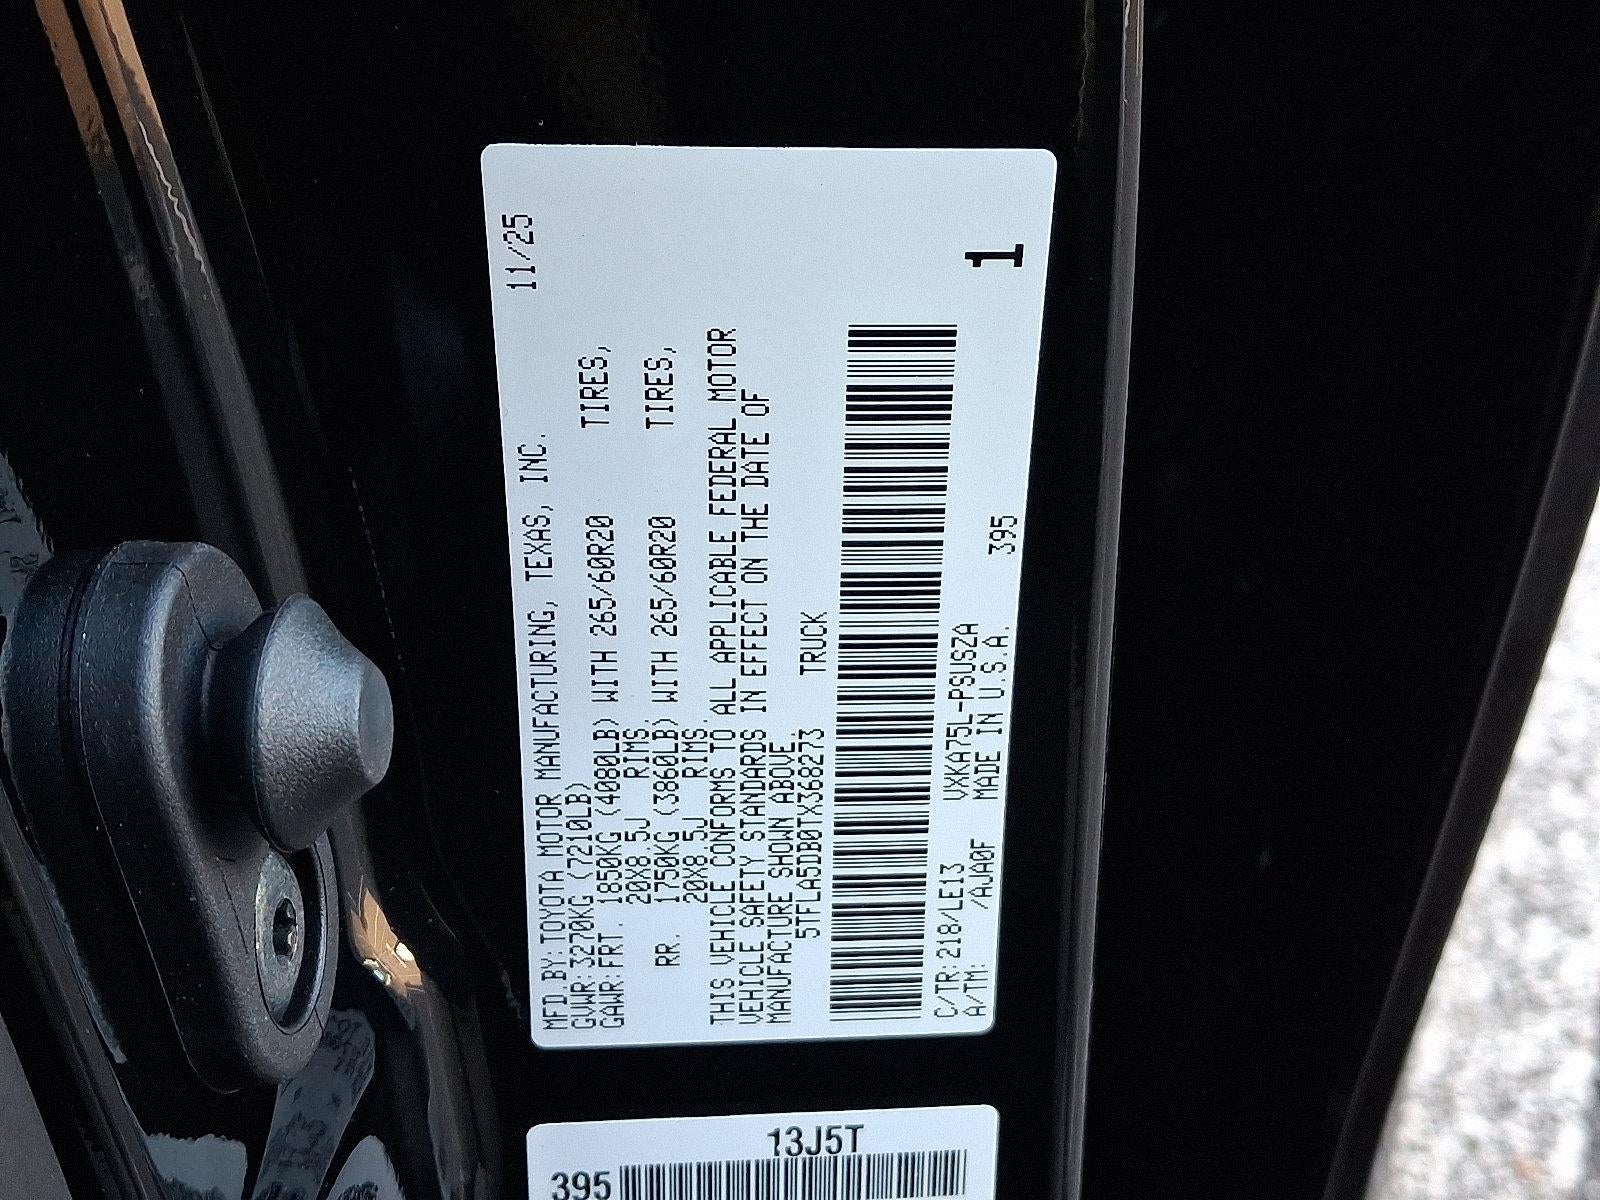 11/25
MFD.BY:TOYOTA MOTOR MANUFACTURING, TEXAS, INC.
GVWR:3270KG (7210LB)
GAWR:FRT. 1850KG (4080LB) WITH 265/60R20 TIRES,
20X8.5J RIMS.
RR. 1750KG (3860LB) WITH 265/60R20 TIRES,
20X8.5J RIMS.
THIS VEHICLE CONFORMS TO ALL APPLICABLE FEDERAL MOTOR
VEHICLE SAFETY STANDARDS IN EFFECT ON THE DATE OF
MANUFACTURE SHOWN ABOVE.
5TFLA5DB0TX368273 TRUCK
C/TR:218/LE13 VXKA75L-PSUSZA 395
A/TM: /AJA0F MADE IN U.S.A.
1
13J5T
395